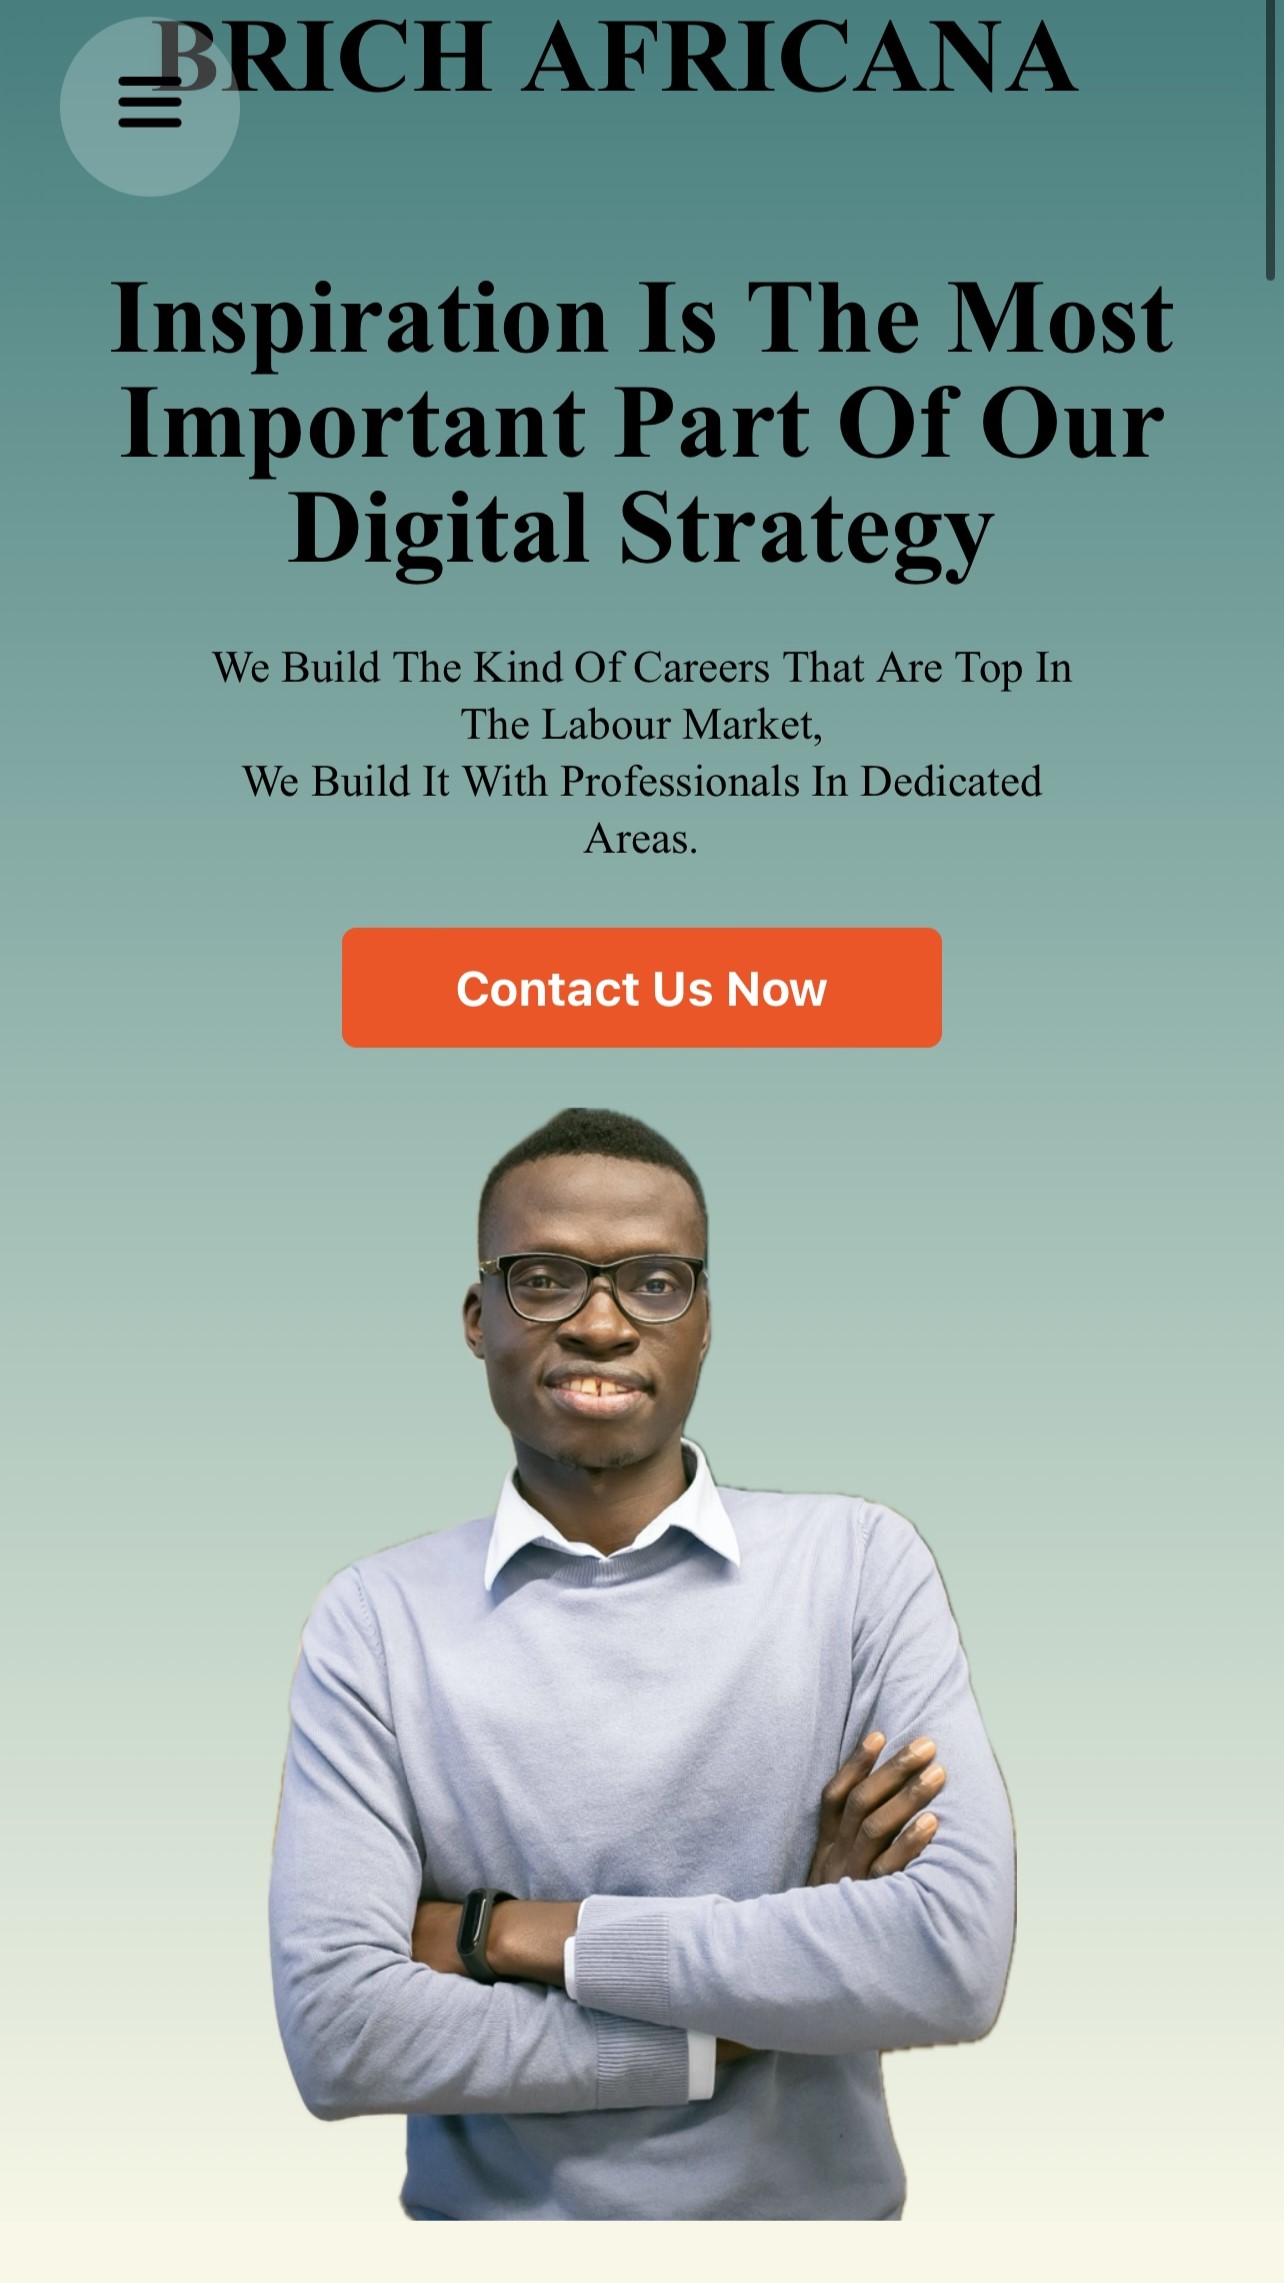 BRICH AFRICANA
Inspiration Is The Most
Important Part Of Our
Digital Strategy
We Build The Kind Of Careers That Are Top In
The Labour Market,
We Build It With Professionals In Dedicated
Areas.
Contact Us Now